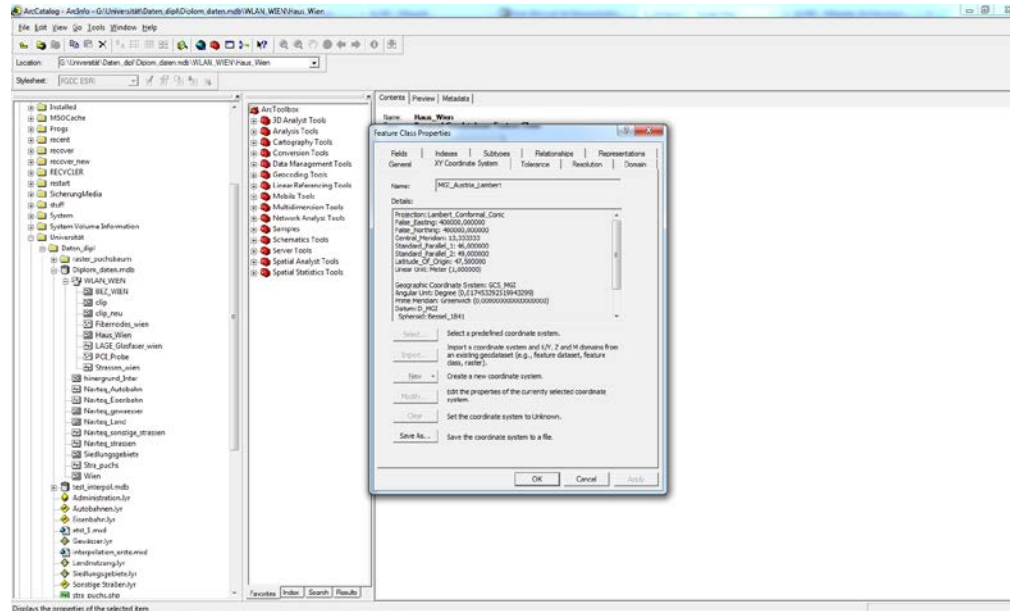 ArcCatalog - ArcInfo - G:\Universität\Daten_dipl\Diplom_daten.mdb\WLAN_WIEN\Haus_Wien
File Edit View Go Tools Window Help
Location: G:\Universität\Daten_dipl\Diplom_daten.mdb\WLAN_WIEN\Haus_Wien
Stylesheet: FGDC ESRI
Installed
MSOCache
Progs
recent
recover
recover_new
RECYCLER
restart
SicherungMedia
stuff
System
System Volume Information
Universität
Daten_dipl
raster_puchsbaum
Diplom_daten.mdb
WLAN_WIEN
BEZ_WIEN
clip
clip_neu
Fibernodes_wien
Haus_Wien
LAGE_Glasfaser_wien
POI_Probe
Strassen_wien
hinergrund_Inter
Navteq_Autobahn
Navteq_Eisenbahn
Navteq_gewaesser
Navteq_Land
Navteq_sonstige_strassen
Navteq_strassen
Siedlungsgebiete
Stra_puchs
Wien
test_interpol.mdb
Administration.lyr
Autobahnen.lyr
Eisenbahn.lyr
Gewässer.lyr
interpolation_erste.mxd
Landnutzung.lyr
Siedlungsgebiete.lyr
Sonstige Straßen.lyr
stra_puchs.shp
ArcToolbox
3D Analyst Tools
Analysis Tools
Cartography Tools
Conversion Tools
Data Management Tools
Geocoding Tools
Linear Referencing Tools
Mobile Tools
Multidimension Tools
Network Analyst Tools
Samples
Schematics Tools
Server Tools
Spatial Analyst Tools
Spatial Statistics Tools
Favorites Index Search Results
Contents Preview Metadata
Name: Haus_Wien
Feature Class Properties
Fields Indexes Subtypes Relationships Representations
General XY Coordinate System Tolerance Resolution Domain
Name: MGI_Austria_Lambert
Details:
Projection: Lambert_Conformal_Conic
False_Easting: 400000,000000
False_Northing: 400000,000000
Central_Meridian: 13,333333
Standard_Parallel_1: 46,000000
Standard_Parallel_2: 49,000000
Latitude_Of_Origin: 47,500000
Linear Unit: Meter (1,000000)
Geographic Coordinate System: GCS_MGI
Angular Unit: Degree (0,017453292519943299)
Prime Meridian: Greenwich (0,000000000000000000)
Datum: D_MGI
Spheroid: Bessel_1841
Select... Select a predefined coordinate system.
Import... Import a coordinate system and X/Y, Z and M domains from
an existing geodataset (e.g., feature dataset, feature
class, raster).
New Create a new coordinate system.
Modify... Edit the properties of the currently selected coordinate
system.
Clear Set the coordinate system to Unknown.
Save As... Save the coordinate system to a file.
OK Cancel Apply
Displays the properties of the selected item